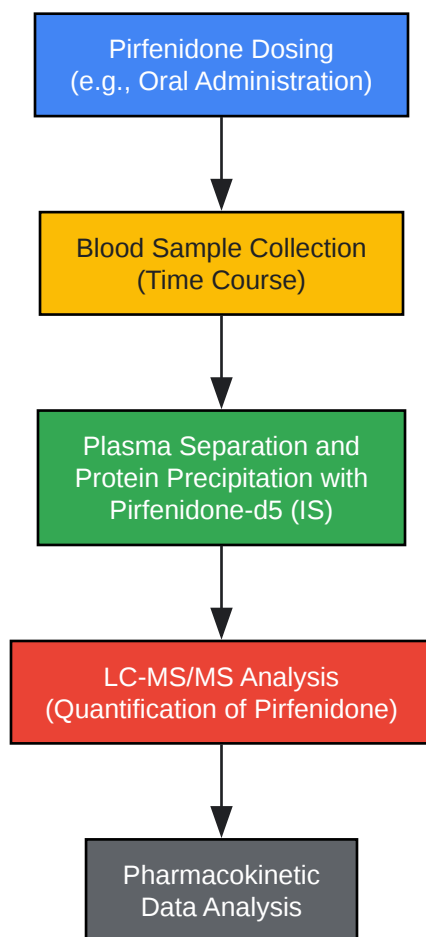 Pirfenidone Dosing
(e.g., Oral Administration)
Blood Sample Collection
(Time Course)
Plasma Separation and
Protein Precipitation with
Pirfenidone-d5 (IS)
LC-MS/MS Analysis
(Quantification of Pirfenidone)
Pharmacokinetic
Data Analysis